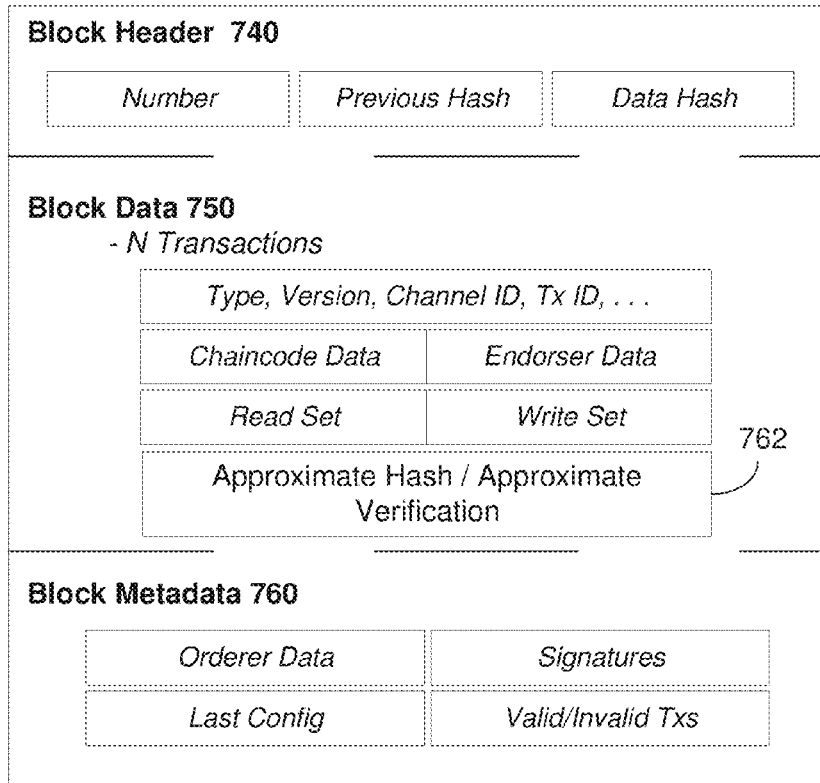 Block Header 740
Number
Previous Hash
Data Hash
Block Data 750
- N Transactions
Type, Version, Channel ID, Tx ID, . . .
Chaincode Data
Endorser Data
Read Set
Write Set
762
Approximate Hash / Approximate
Verification
Block Metadata 760
Orderer Data
Signatures
Last Config
Valid/Invalid Txs